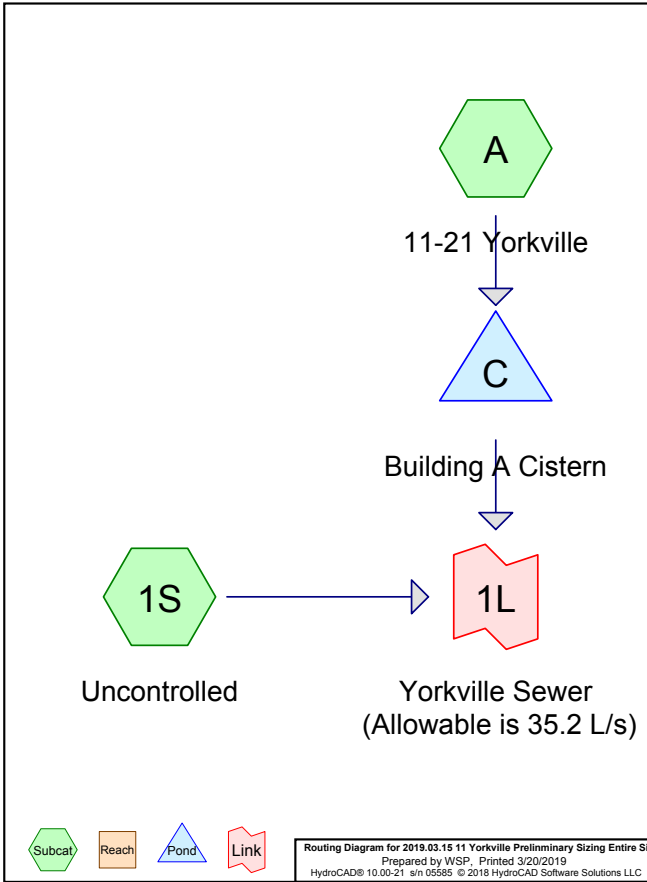 A
11-21 Yorkville
C
Building A Cistern
1S
1L
Uncontrolled
Yorkville Sewer
(Allowable is 35.2 L/s)
Subcat
Reach
Pond
Link
Routing Diagram for 2019.03.15 11 Yorkville Prelinminary Sizing Entire Si
Prepared by WSP, Printed 3/20/2019
HydroCAD® 10.00-21 s/n 05585 © 2018 HydroCAD Software Solutions LLC